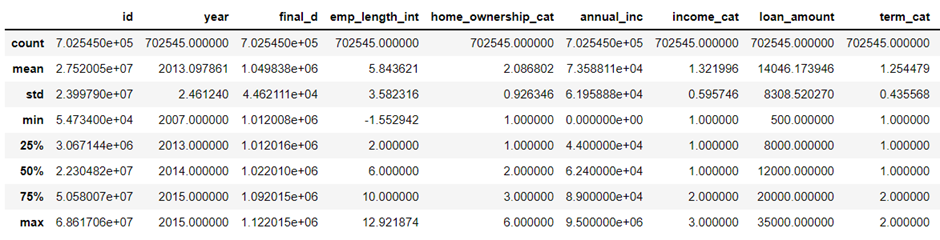 id year final_d emp_length_int home_ownership_cat annual_inc income_cat loan_amount term_cat
count 7.025450e+05 702545.000000 7.025450e+05 702545.000000 702545.000000 7.025450e+05 702545.000000 702545.000000 702545.000000
mean 2.752005e+07 2013.097861 1.049838e+06 5.843621 2.086802 7.358811e+04 1.321996 14046.173946 1.254479
std 2.399790e+07 2.461240 4.462111e+04 3.582316 0.926346 6.195888e+04 0.595746 8308.520270 0.435568
min 5.473400e+04 2007.000000 1.012008e+06 -1.552942 1.000000 0.000000e+00 1.000000 500.000000 1.000000
25% 3.067144e+06 2013.000000 1.012016e+06 2.000000 1.000000 4.400000e+04 1.000000 8000.000000 1.000000
50% 2.230482e+07 2014.000000 1.022010e+06 6.000000 2.000000 6.240000e+04 1.000000 12000.000000 1.000000
75% 5.058007e+07 2015.000000 1.092015e+06 10.000000 3.000000 8.900000e+04 2.000000 20000.000000 2.000000
max 6.861706e+07 2015.000000 1.122015e+06 12.921874 6.000000 9.500000e+06 3.000000 35000.000000 2.000000